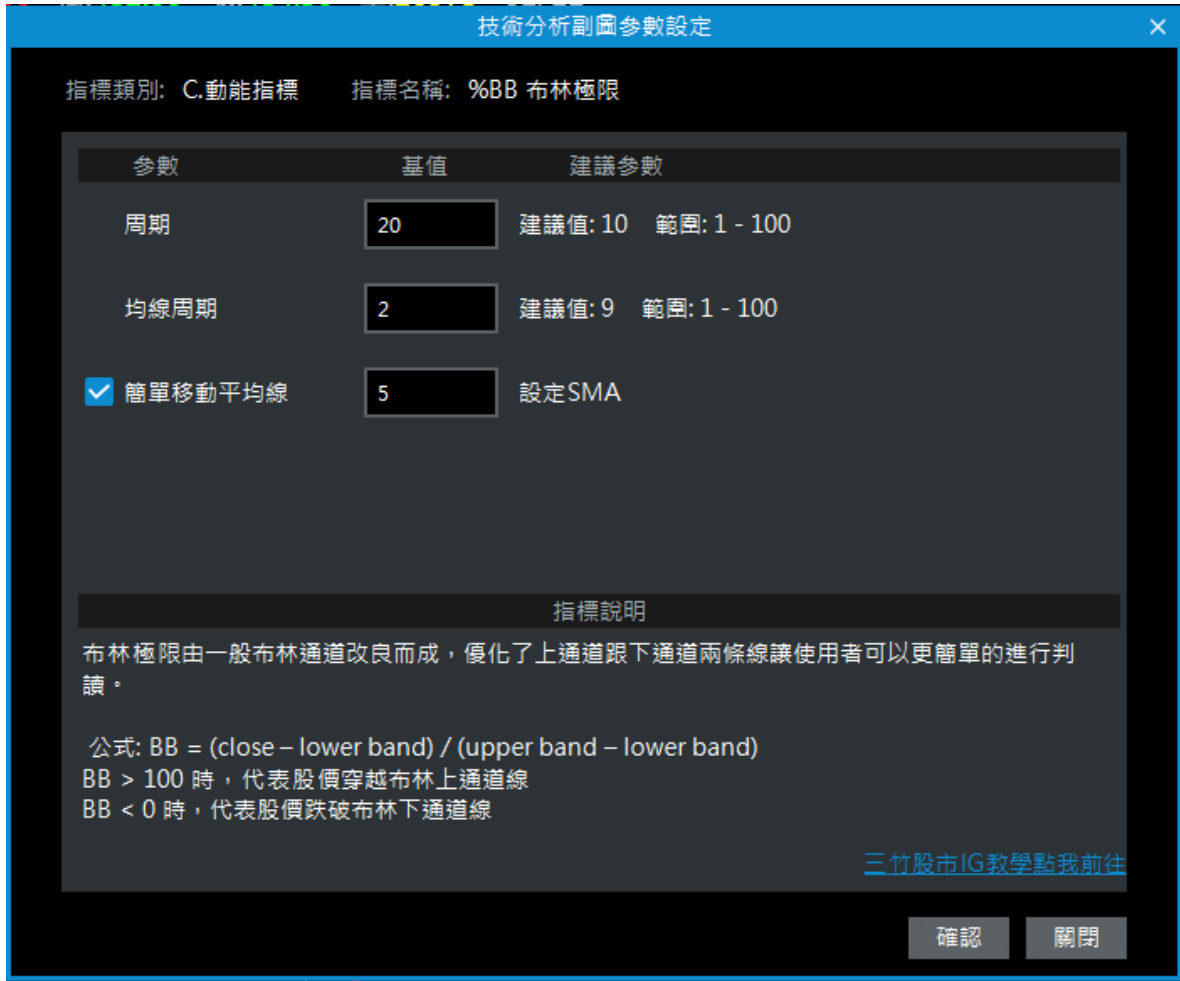 技術分析副圖參數設定
指標類別: C.動能指標 指標名稱: %BB 布林極限
參數 基值 建議參數
周期 20 建議值: 10 範圍: 1 - 100
均線周期 2 建議值: 9 範圍: 1 - 100
簡單移動平均線 5 設定SMA
指標說明
布林極限由一般布林通道改良而成，優化了上通道跟下通道兩條線讓使用者可以更簡單的進行判
讀。
公式: BB = (close – lower band) / (upper band – lower band)
BB > 100 時，代表股價穿越布林上通道線
BB < 0 時，代表股價跌破布林下通道線
三竹股市IG教學點我前往
確認 關閉